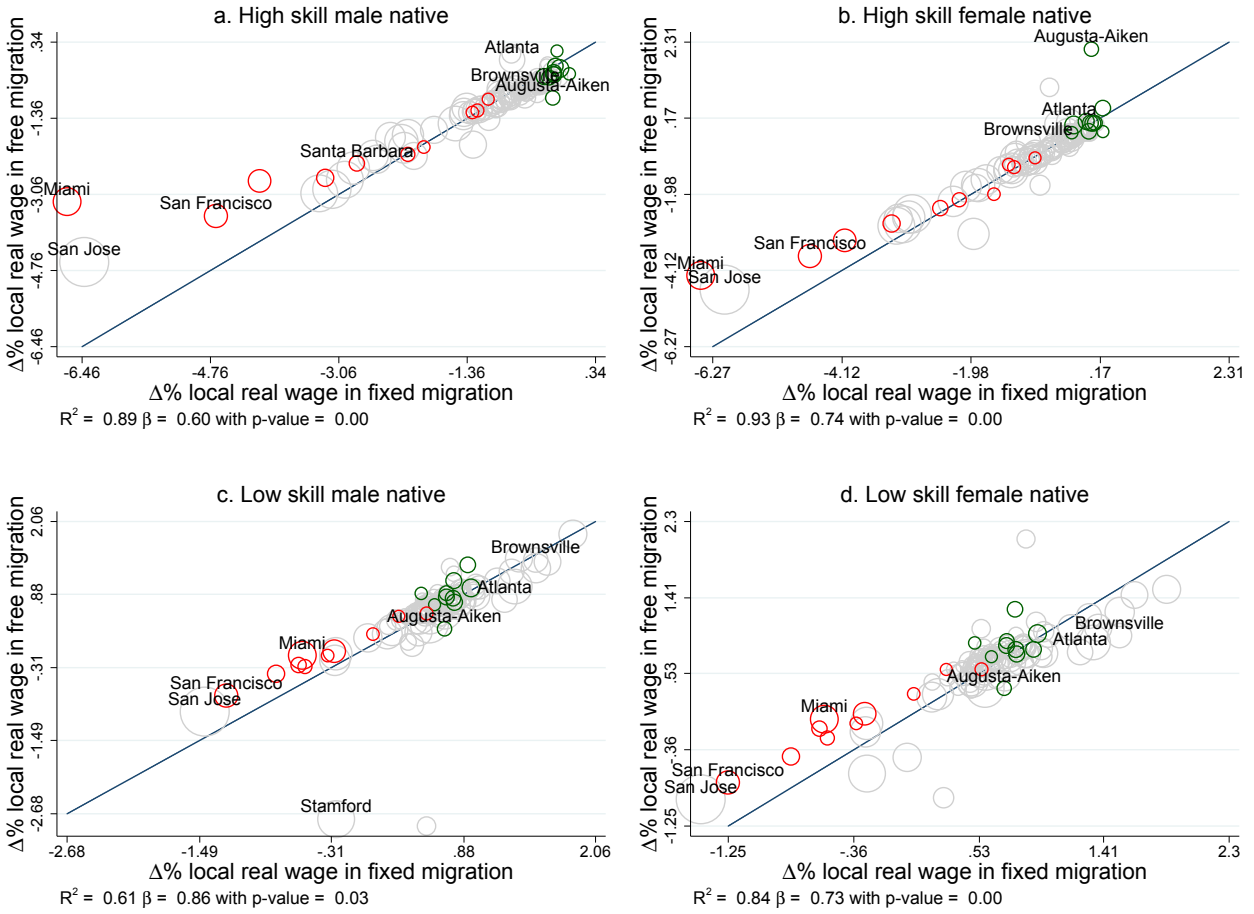 a. High skill male native
Δ% local real wage in free migration
.34
-1.36
-3.06
-4.76
-6.46
Atlanta
Brownsville
Augusta-Aiken
Santa Barbara
Miami
San Francisco
San Jose
-6.46 -4.76 -3.06 -1.36 .34
Δ% local real wage in fixed migration
R² = 0.89 β = 0.60 with p-value = 0.00
b. High skill female native
Δ% local real wage in free migration
2.31
.17
-1.98
-4.12
-6.27
Augusta-Aiken
Atlanta
Brownsville
San Francisco
Miami
San Jose
-6.27 -4.12 -1.98 .17 2.31
Δ% local real wage in fixed migration
R² = 0.93 β = 0.74 with p-value = 0.00
c. Low skill male native
Δ% local real wage in free migration
2.06
.88
-.31
-1.49
-2.68
Brownsville
Atlanta
Augusta-Aiken
Miami
San Francisco
San Jose
Stamford
-2.68 -1.49 -.31 .88 2.06
Δ% local real wage in fixed migration
R² = 0.61 β = 0.86 with p-value = 0.03
d. Low skill female native
Δ% local real wage in free migration
2.3
1.41
.53
-.36
-1.25
Brownsville
Atlanta
Augusta-Aiken
Miami
San Francisco
San Jose
-1.25 -.36 .53 1.41 2.3
Δ% local real wage in fixed migration
R² = 0.84 β = 0.73 with p-value = 0.00